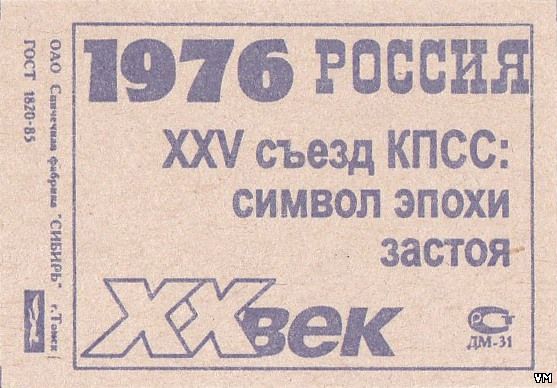 1976 РОССИЯ
XXV съезд КПСС:
символ эпохи
застоя
XX век
РСТ
ДМ-31
ОАО Спичечная фабрика "СИБИРЬ" г.Томск
ГОСТ 1820-85
VM